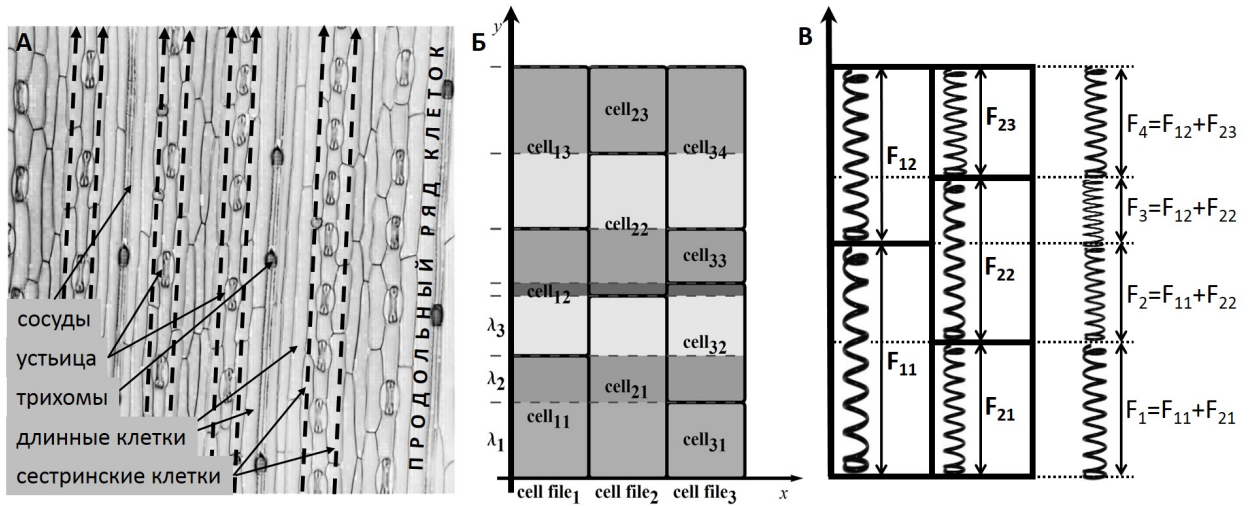 А
ПРОДОЛЬНЫЙ РЯД КЛЕТОК
сосуды
устьица
трихомы
длинные клетки
сестринские клетки
Б
y
cell23
cell13
cell34
cell22
cell33
cell12
λ3
cell32
λ2
cell21
cell11
λ1
cell31
cell file1 cell file2 cell file3 x
В
F23
F4=F12+F23
F12
F3=F12+F22
F22
F2=F11+F22
F11
F21
F1=F11+F21